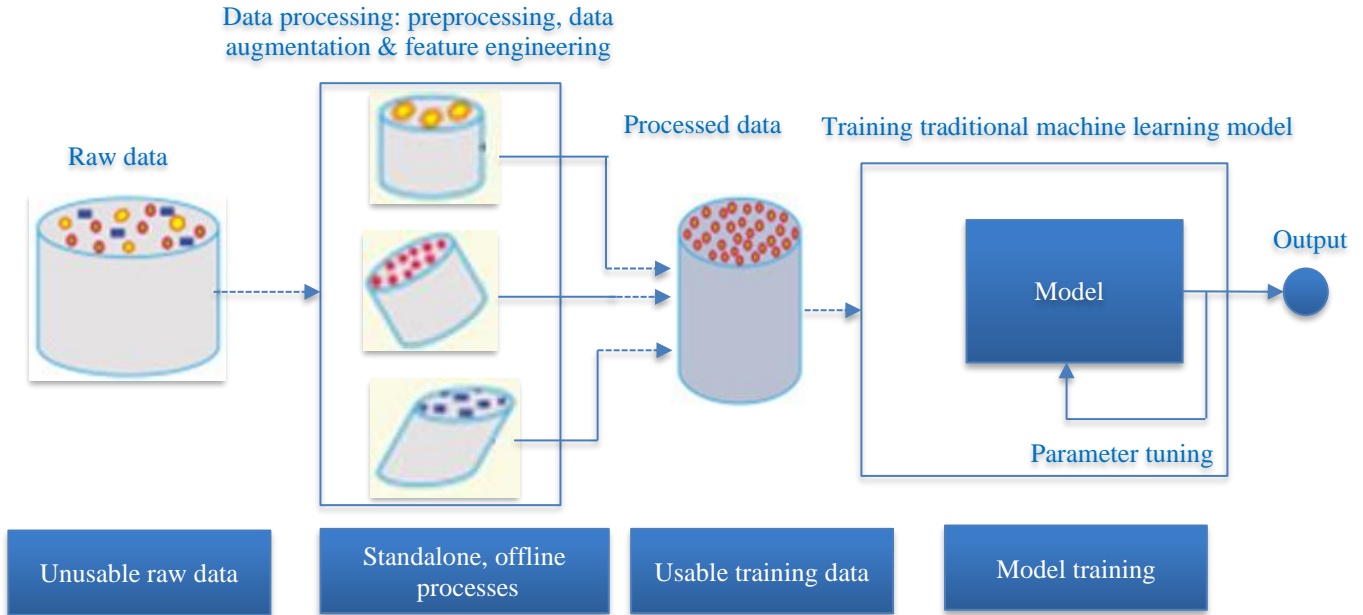 Data processing: preprocessing, data
augmentation & feature engineering
Raw data
Processed data
Training traditional machine learning model
Model
Output
Parameter tuning
Unusable raw data
Standalone, offline
processes
Usable training data
Model training